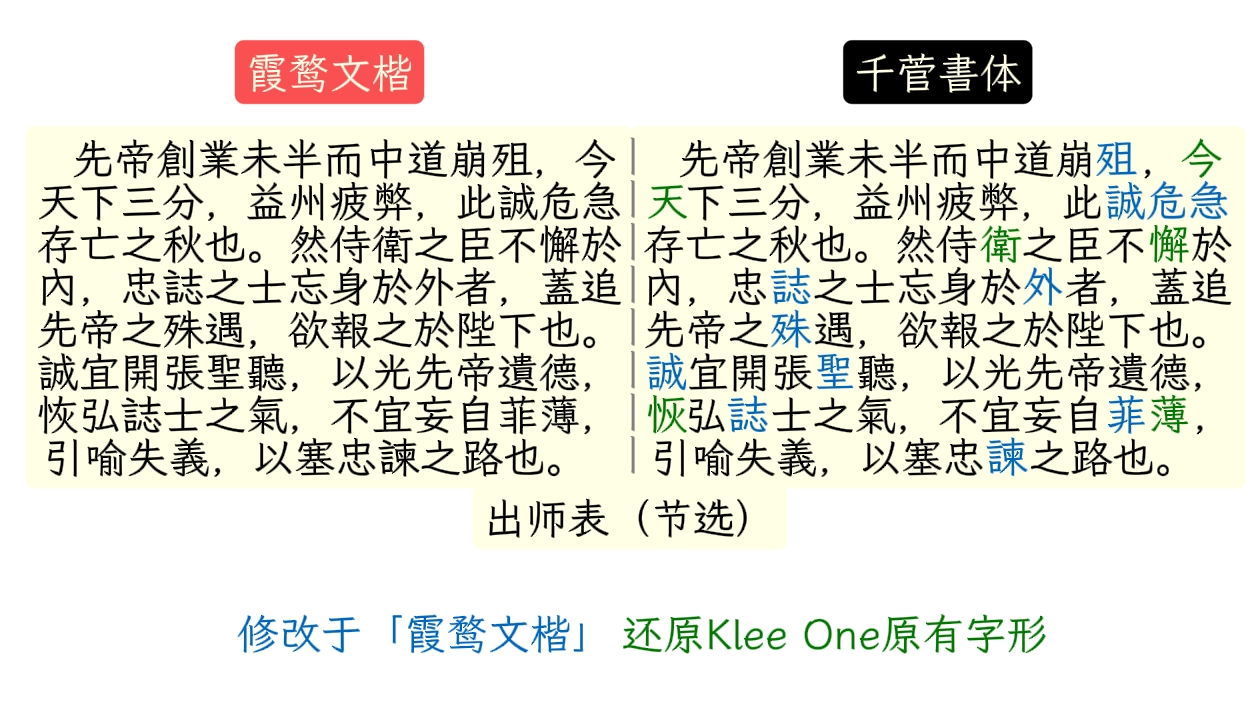 霞鹜文楷
千菅書体
先帝創業未半而中道崩殂，今
天下三分，益州疲弊，此誠危急
存亡之秋也。然侍衛之臣不懈於
內，忠誌之士忘身於外者，蓋追
先帝之殊遇，欲報之於陛下也。
誠宜開張聖聽，以光先帝遺德，
恢弘誌士之氣，不宜妄自菲薄，
引喻失義，以塞忠諫之路也。
先帝創業未半而中道崩殂，今
天下三分，益州疲弊，此誠危急
存亡之秋也。然侍衛之臣不懈於
內，忠誌之士忘身於外者，蓋追
先帝之殊遇，欲報之於陛下也。
誠宜開張聖聽，以光先帝遺德，
恢弘誌士之氣，不宜妄自菲薄，
引喻失義，以塞忠諫之路也。
出师表（节选）
修改于「霞鹜文楷」 还原Klee One原有字形